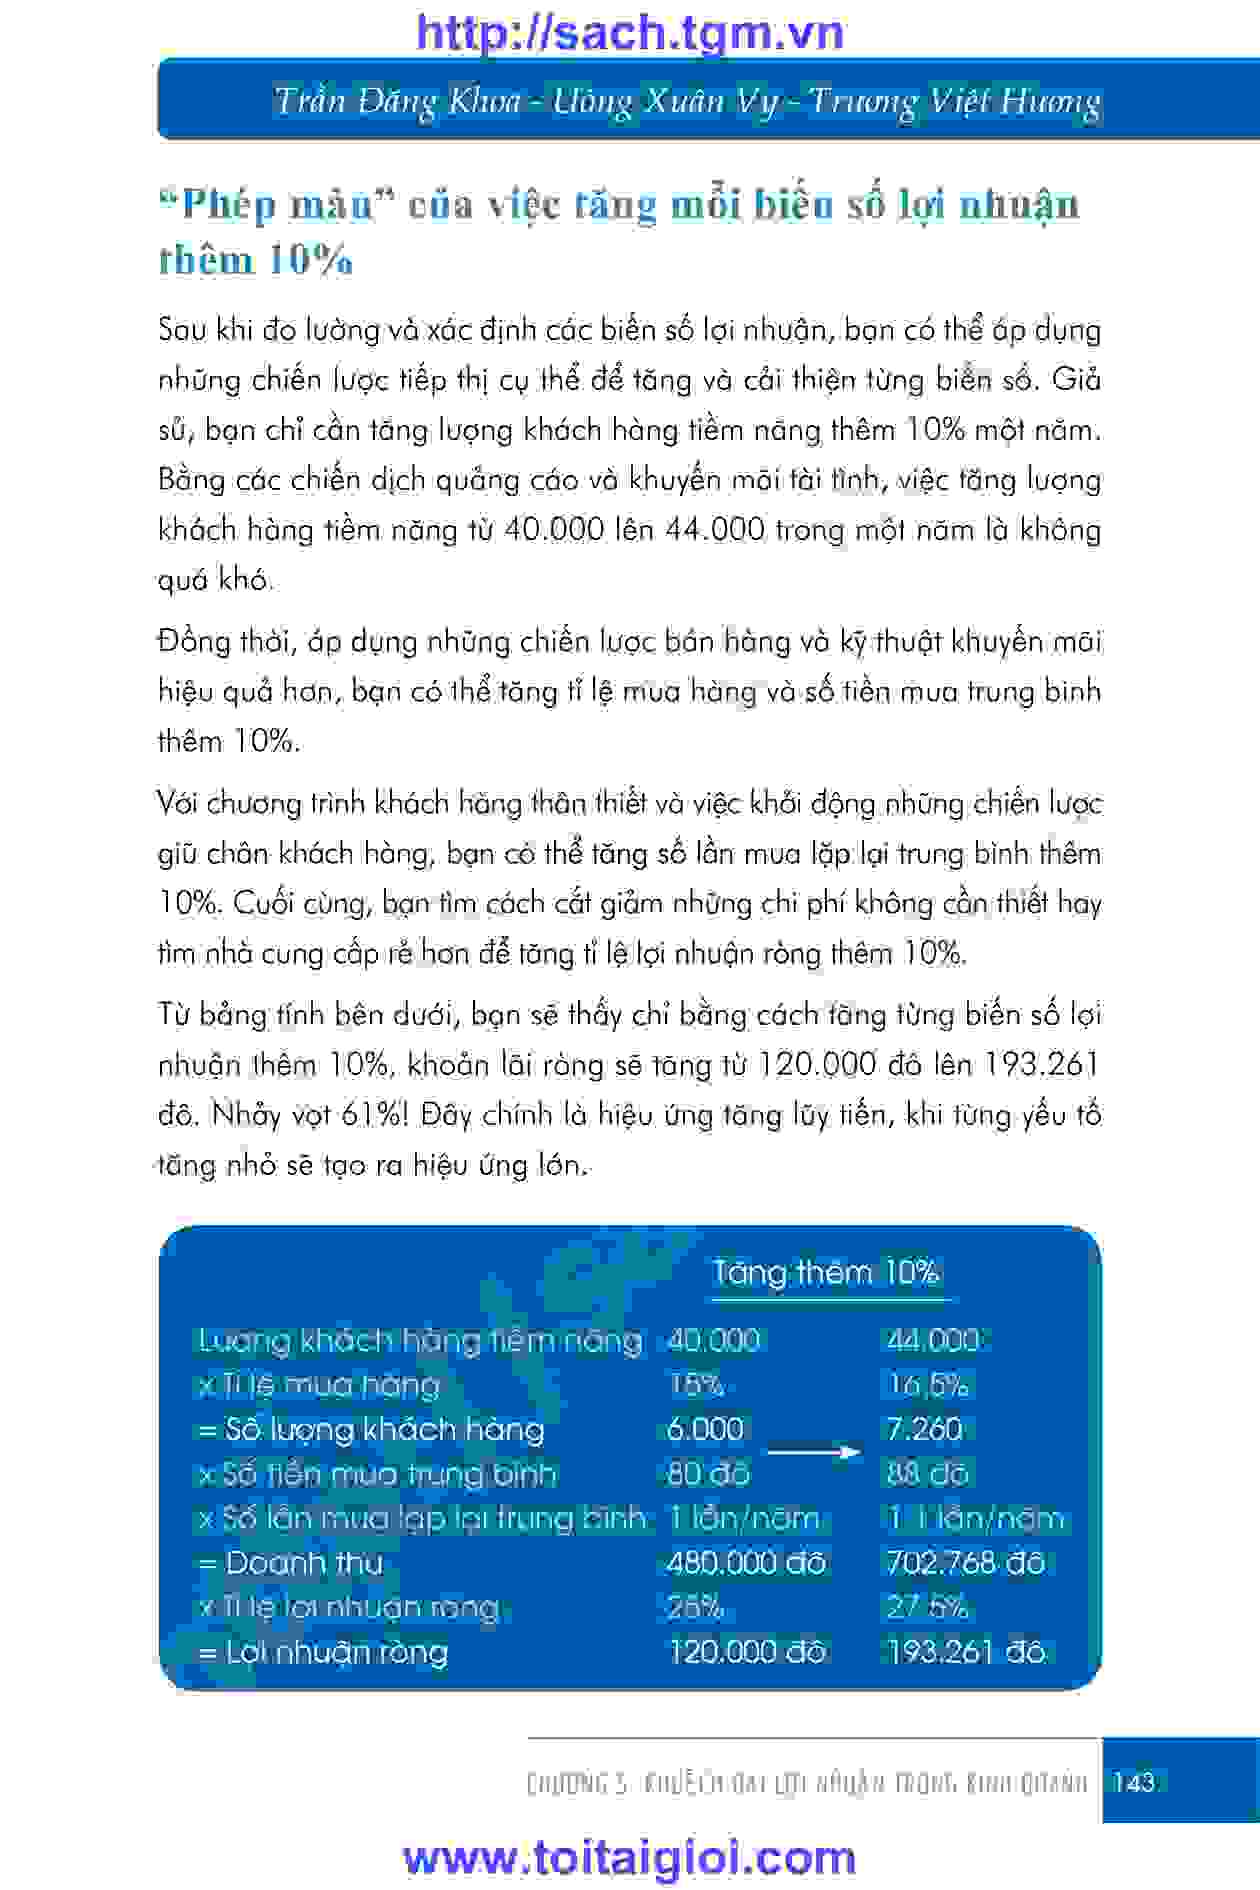 http://sach.tgm.vn
Trần Đăng Khoa - Uông Xuân Vy - Trương Việt Hương
“Phép màu” của việc tăng mỗi biến số lợi nhuận
thêm 10%
Sau khi đo lường và xác định các biến số lợi nhuận, bạn có thể áp dụng
những chiến lược tiếp thị cụ thể để tăng và cải thiện từng biến số. Giả
sử, bạn chỉ cần tăng lượng khách hàng tiềm năng thêm 10% một năm.
Bằng các chiến dịch quảng cáo và khuyến mãi tài tình, việc tăng lượng
khách hàng tiềm năng từ 40.000 lên 44.000 trong một năm là không
quá khó.
Đồng thời, áp dụng những chiến lược bán hàng và kỹ thuật khuyến mãi
hiệu quả hơn, bạn có thể tăng tỉ lệ mua hàng và số tiền mua trung bình
thêm 10%.
Với chương trình khách hàng thân thiết và việc khởi động những chiến lược
giữ chân khách hàng, bạn có thể tăng số lần mua lặp lại trung bình thêm
10%. Cuối cùng, bạn tìm cách cắt giảm những chi phí không cần thiết hay
tìm nhà cung cấp rẻ hơn để tăng tỉ lệ lợi nhuận ròng thêm 10%.
Từ bảng tính bên dưới, bạn sẽ thấy chỉ bằng cách tăng từng biến số lợi
nhuận thêm 10%, khoản lãi ròng sẽ tăng từ 120.000 đô lên 193.261
đô. Nhảy vọt 61%! Đây chính là hiệu ứng tăng lũy tiến, khi từng yếu tố
tăng nhỏ sẽ tạo ra hiệu ứng lớn.
Tăng thêm 10%
Lượng khách hàng tiềm năng 40.000 44.000
x Tỉ lệ mua hàng 15% 16,5%
= Số lượng khách hàng 6.000 7.260
x Số tiền mua trung bình 80 đô 88 đô
x Số lần mua lặp lại trung bình 1 lần/năm 1,1 lần/năm
= Doanh thu 480.000 đô 702.768 đô
x Tỉ lệ lợi nhuận ròng 25% 27,5%
= Lợi nhuận ròng 120.000 đô 193.261 đô
CHƯƠNG 5: KHUẾCH ĐẠI LỢI NHUẬN TRONG KINH DOANH 143
www.toitaigioi.com